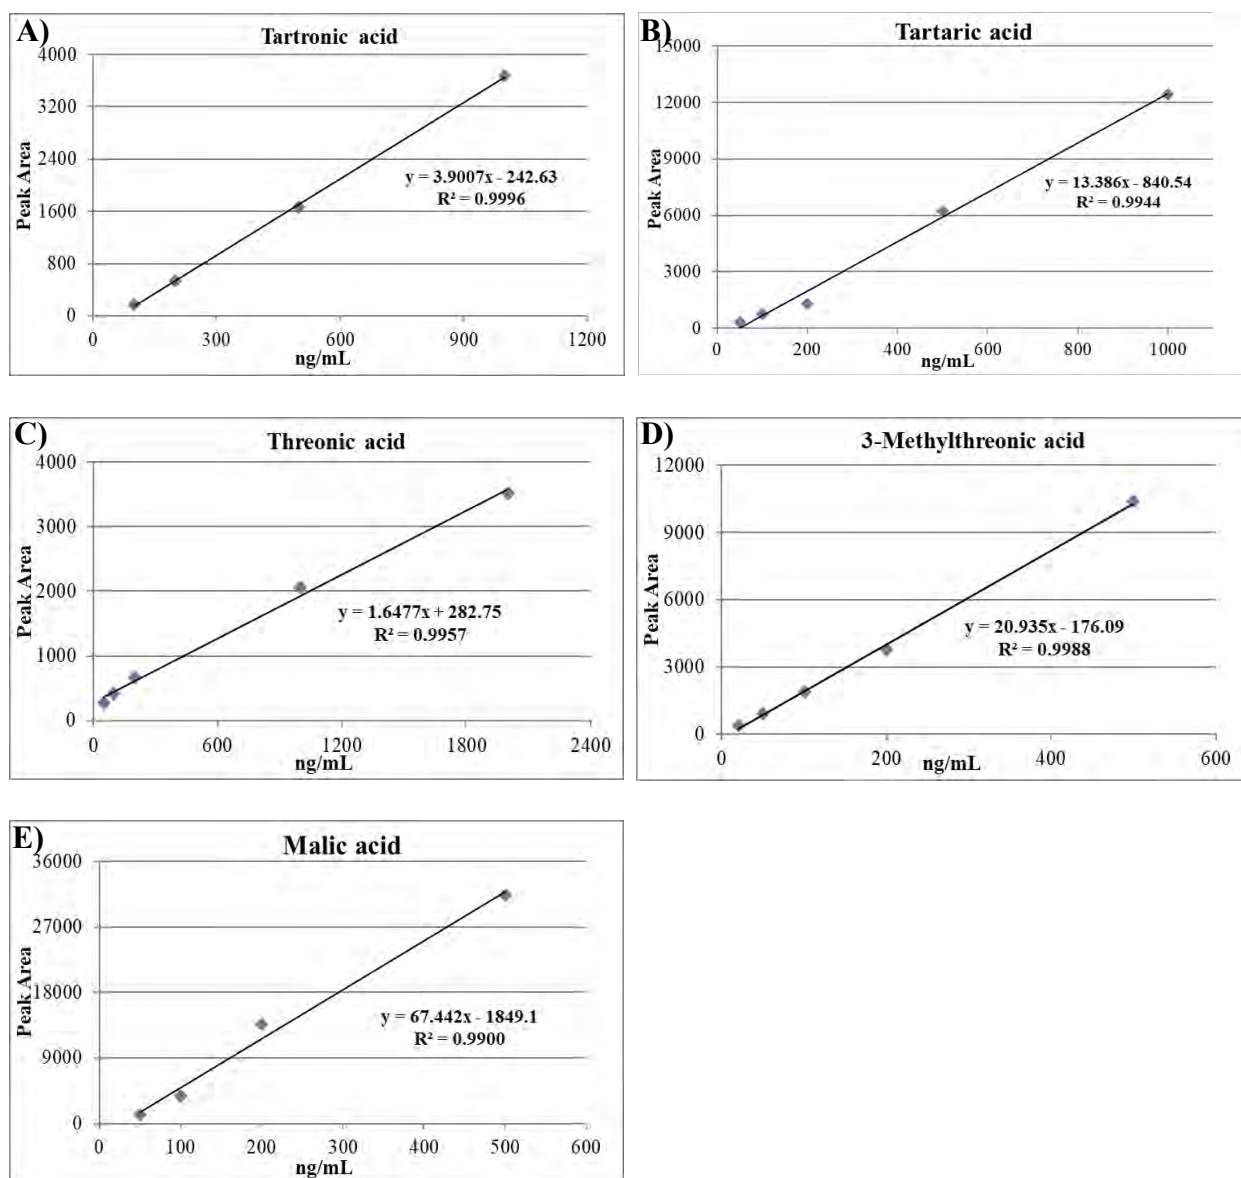 A)
Tartronic acid
4000
3200
2400
1600
800
0
Peak Area
y = 3.9007x - 242.63
R² = 0.9996
0 300 600 900 1200
ng/mL
B)
Tartaric acid
15000
12000
9000
6000
3000
0
Peak Area
y = 13.386x - 840.54
R² = 0.9944
0 200 400 600 800 1000
ng/mL
C)
Threonic acid
4000
3000
2000
1000
0
Peak Area
y = 1.6477x + 282.75
R² = 0.9957
0 600 1200 1800 2400
ng/mL
D)
3-Methylthreonic acid
12000
9000
6000
3000
0
Peak Area
y = 20.935x - 176.09
R² = 0.9988
0 200 400 600
ng/mL
E)
Malic acid
36000
27000
18000
9000
0
Peak Area
y = 67.442x - 1849.1
R² = 0.9900
0 100 200 300 400 500 600
ng/mL